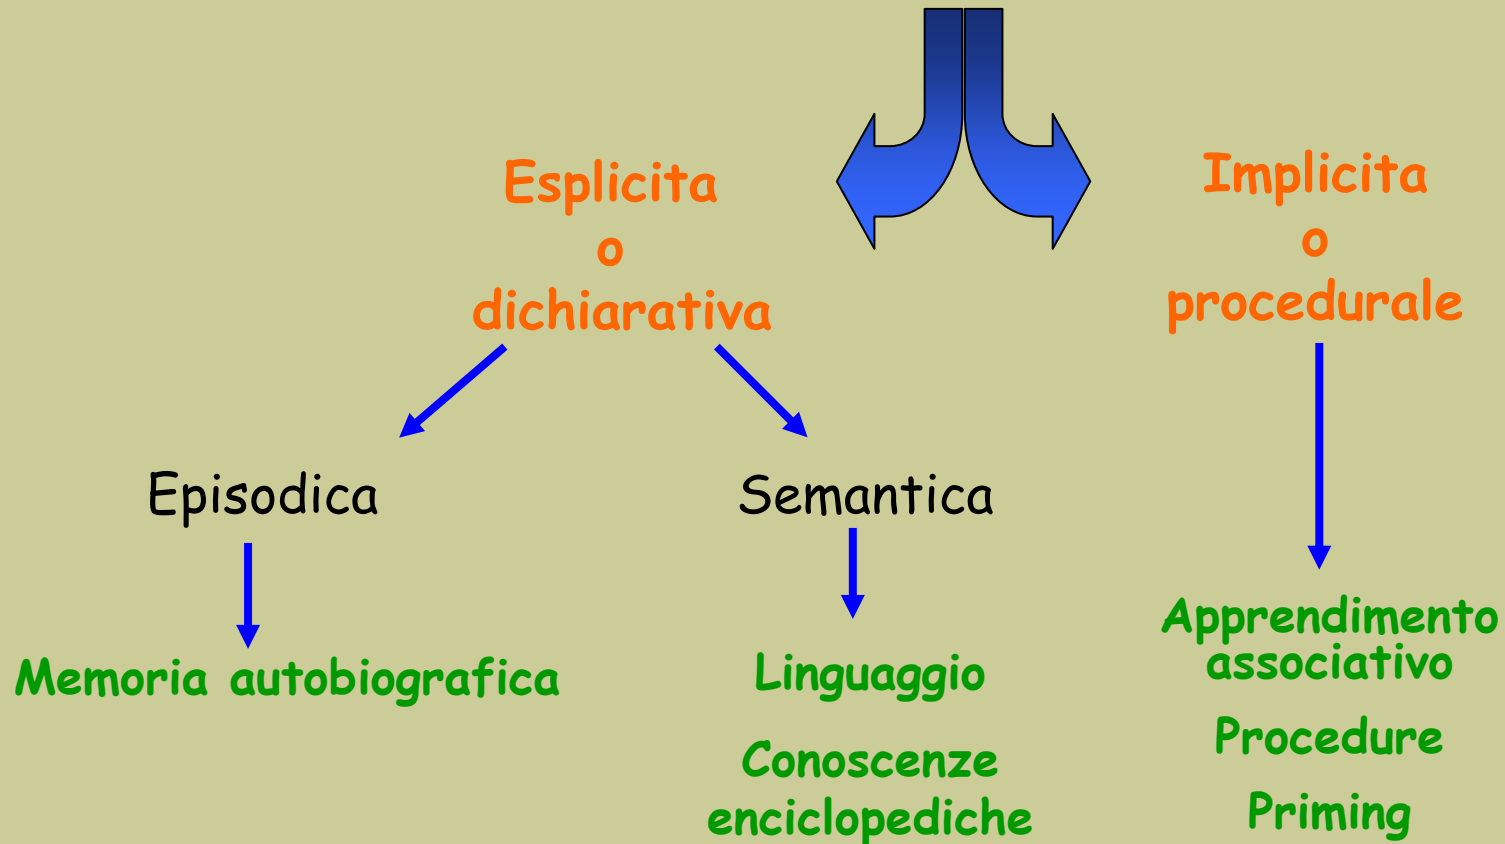 Esplicita
o
dichiarativa
Implicita
o
procedurale
Episodica
Semantica
Memoria autobiografica
Linguaggio
Conoscenze
enciclopediche
Apprendimento
associativo
Procedure
Priming